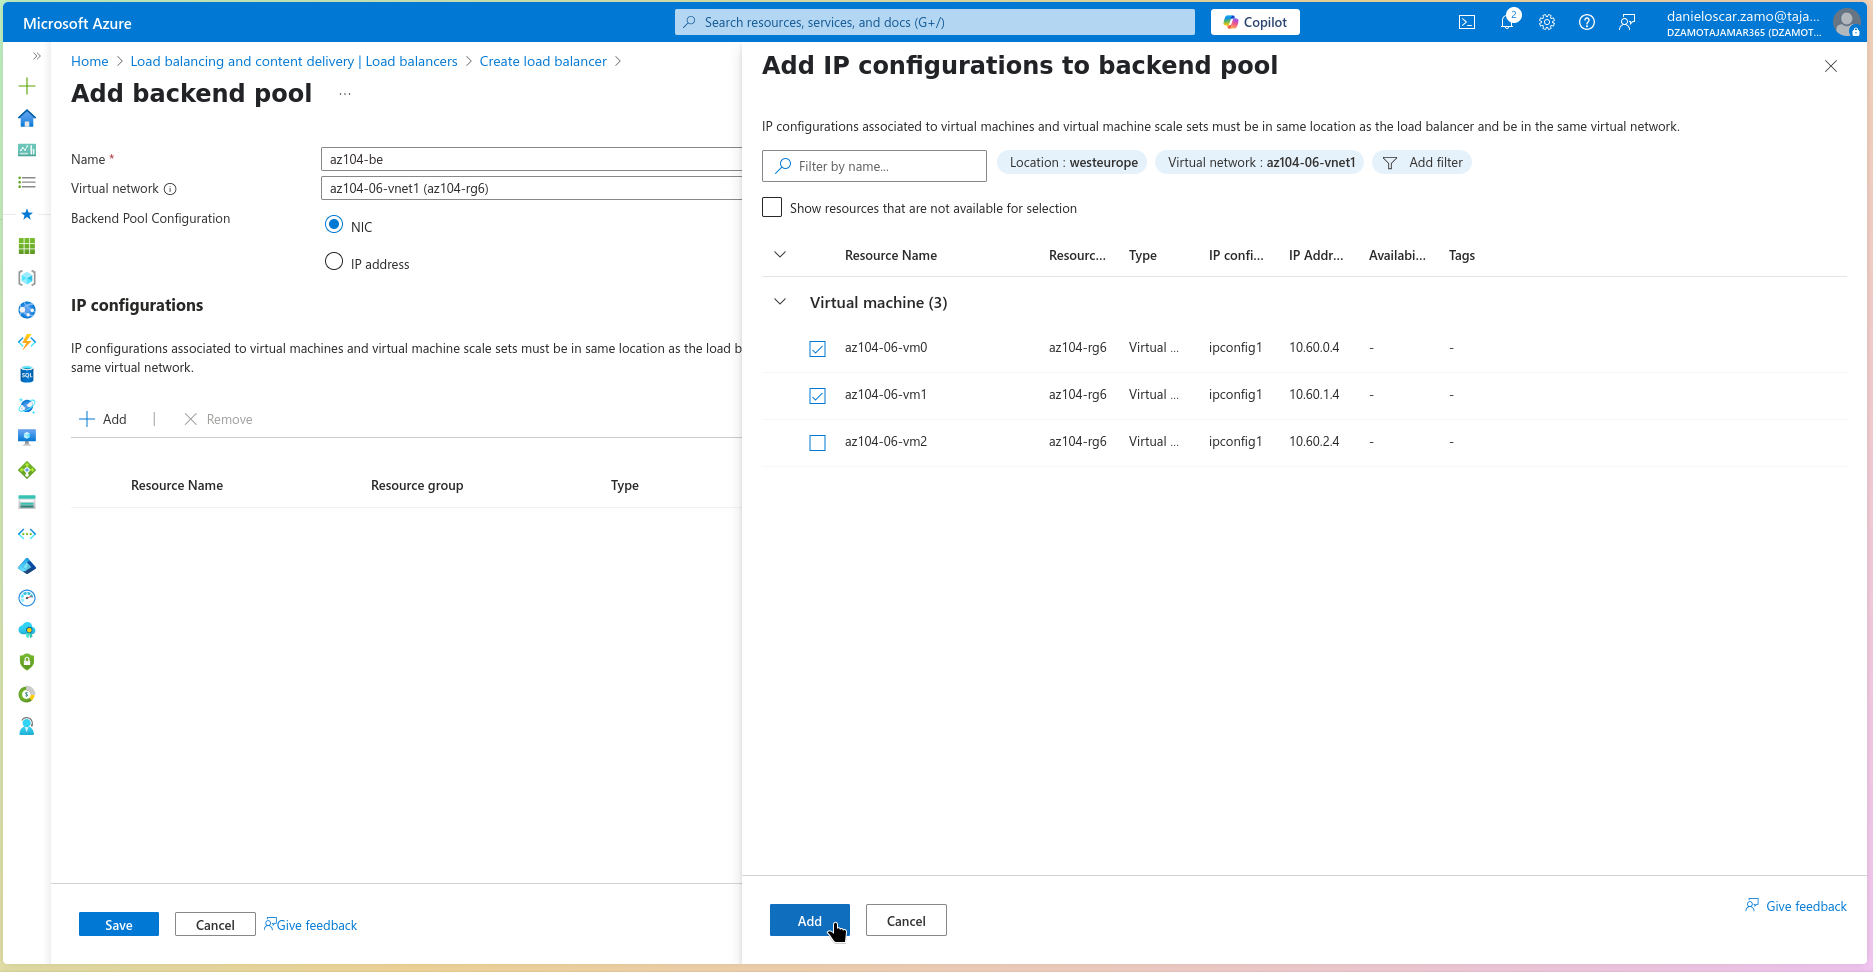 Microsoft Azure
Search resources, services, and docs (G+/)
Copilot
2
danieloscar.zamo@taja...
DZAMOTAJAMAR365 (DZAMOT...
Home > Load balancing and content delivery | Load balancers > Create load balancer >
Add backend pool ...
Name *
az104-be
Virtual network
az104-06-vnet1 (az104-rg6)
Backend Pool Configuration
NIC
IP address
IP configurations
IP configurations associated to virtual machines and virtual machine scale sets must be in same location as the load b
same virtual network.
Add | Remove
Resource Name Resource group Type
Save Cancel Give feedback
Add IP configurations to backend pool
IP configurations associated to virtual machines and virtual machine scale sets must be in same location as the load balancer and be in the same virtual network.
Filter by name...
Location : westeurope
Virtual network : az104-06-vnet1
Add filter
Show resources that are not available for selection
Resource Name Resourc... Type IP confi... IP Addr... Availabi... Tags
Virtual machine (3)
az104-06-vm0 az104-rg6 Virtual ... ipconfig1 10.60.0.4 - -
az104-06-vm1 az104-rg6 Virtual ... ipconfig1 10.60.1.4 - -
az104-06-vm2 az104-rg6 Virtual ... ipconfig1 10.60.2.4 - -
Add Cancel
Give feedback